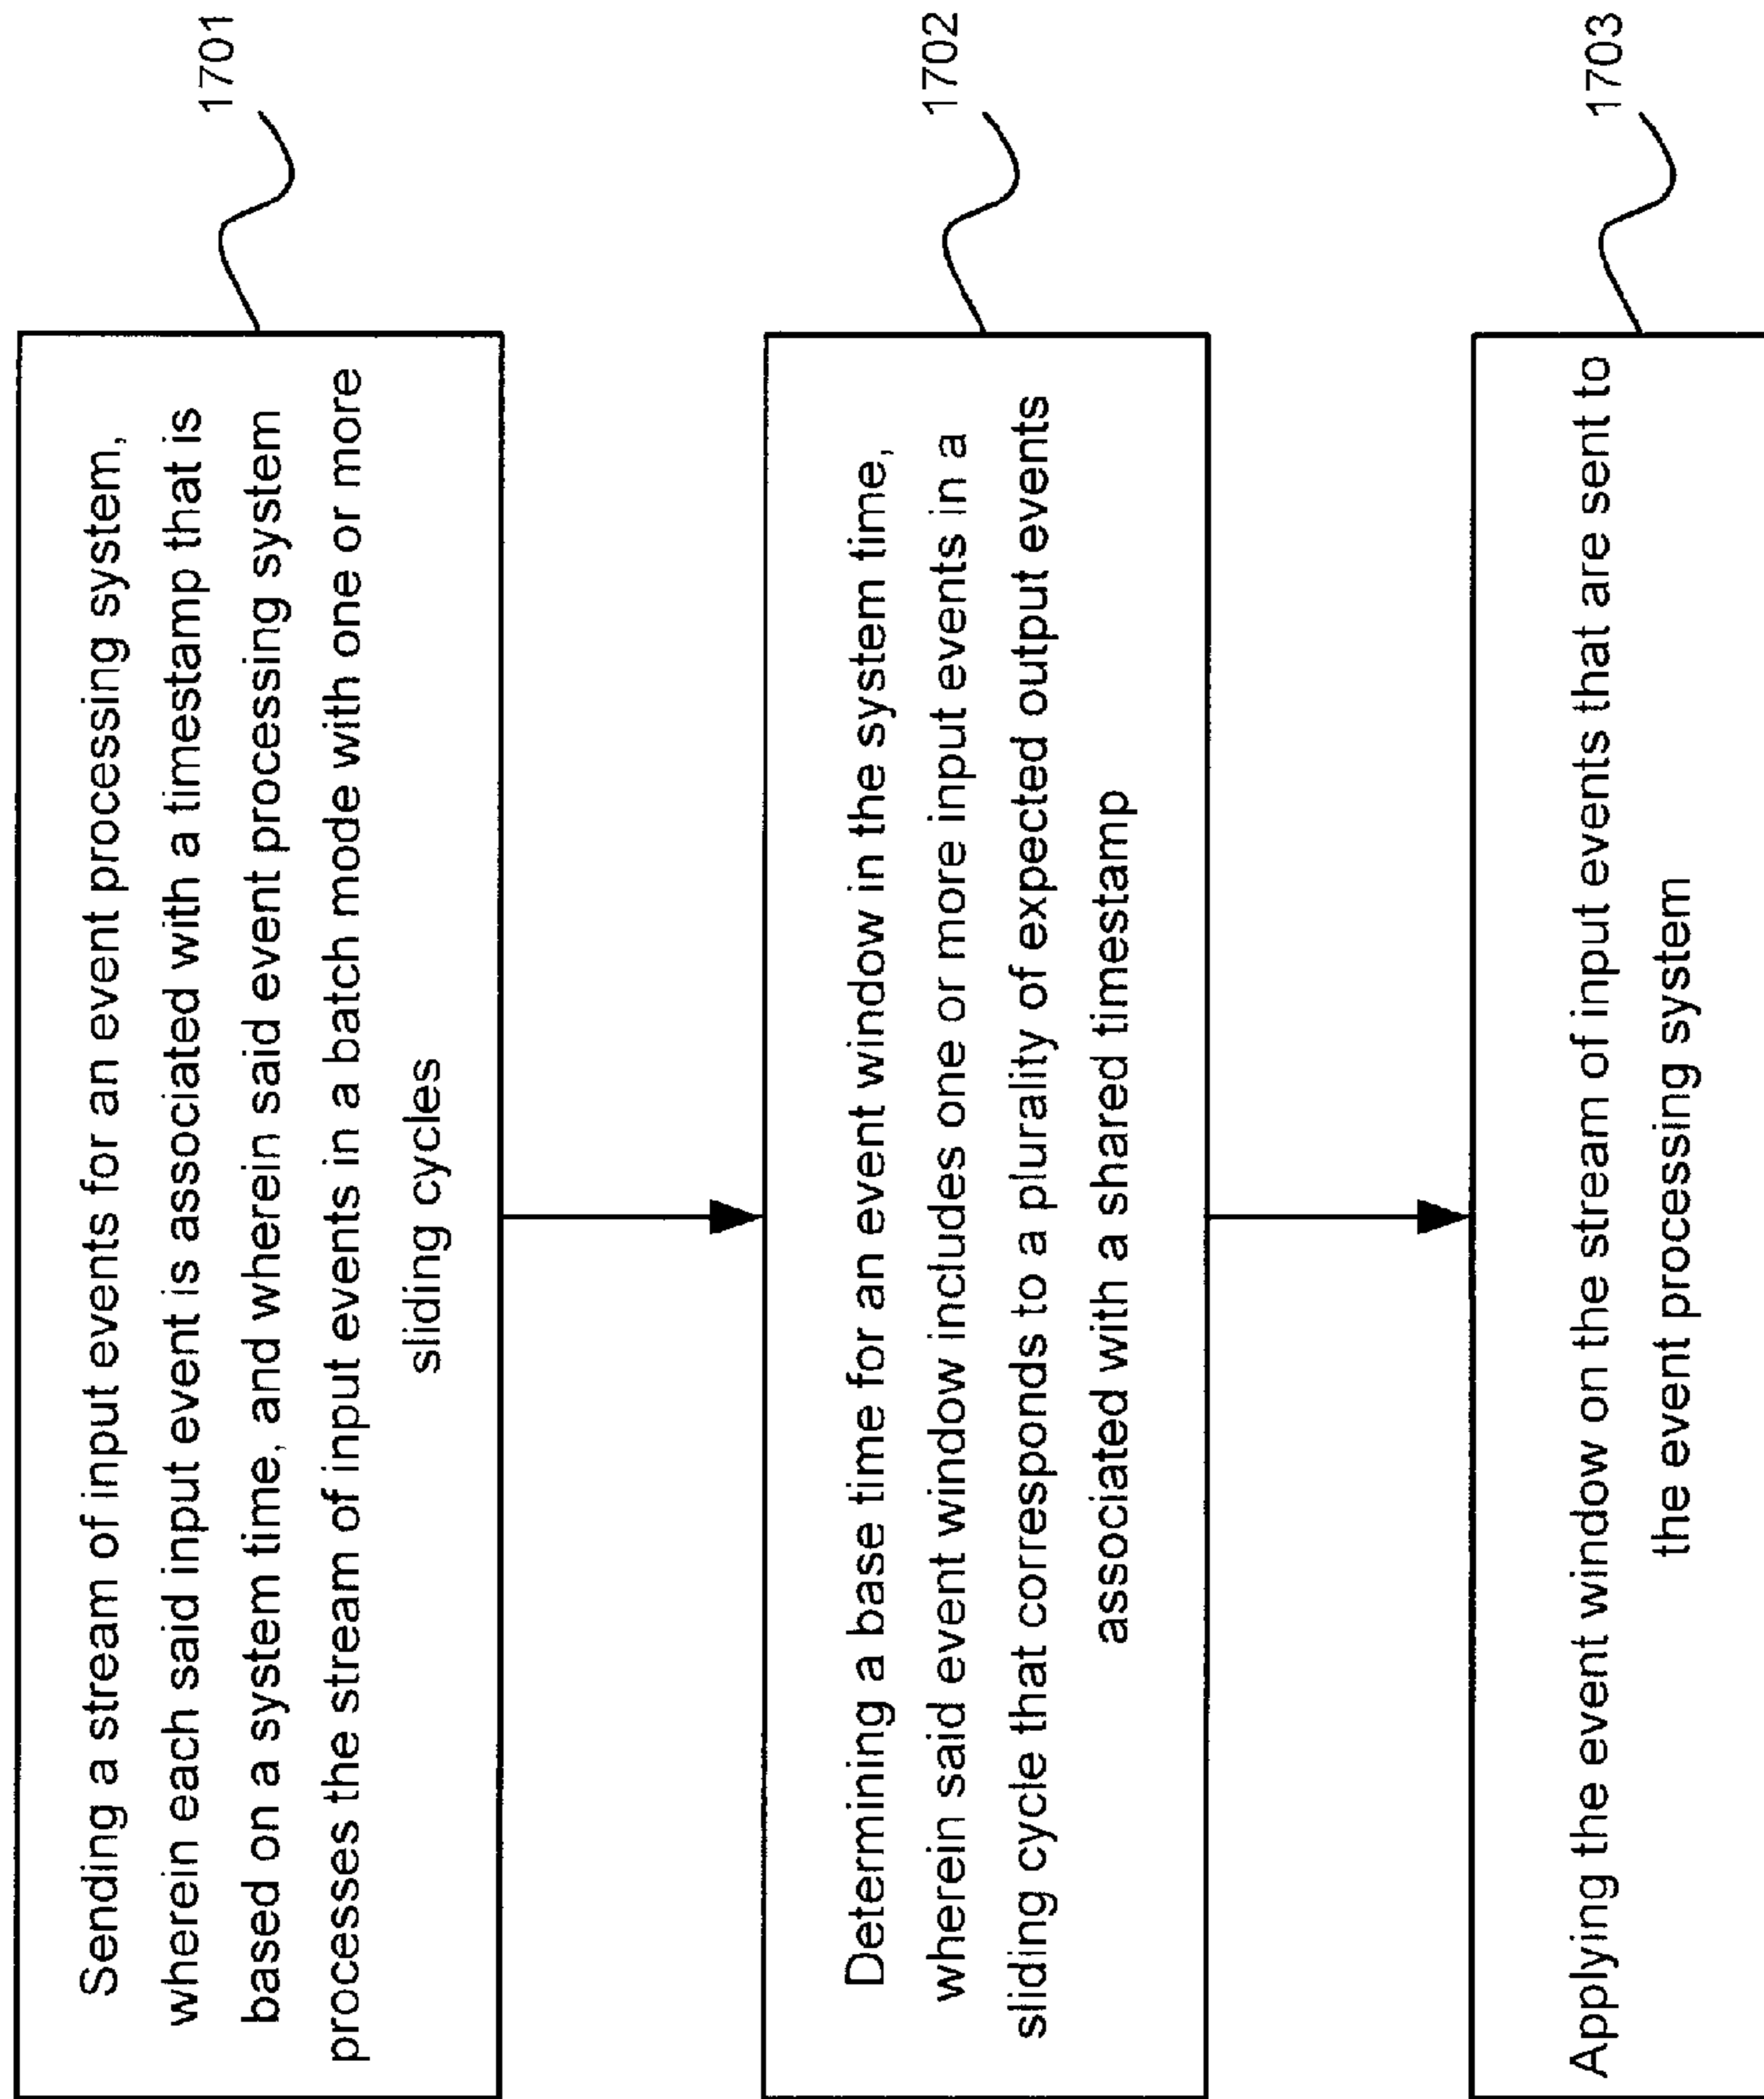 Sending a stream of input events for an event processing system,
wherein each said input event is associated with a timestamp that is
based on a system time, and wherein said event processing system
processes the stream of input events in a batch mode with one or more
sliding cycles
1701
Determining a base time for an event window in the system time,
wherein said event window includes one or more input events in a
sliding cycle that corresponds to a plurality of expected output events
associated with a shared timestamp
1702
Applying the event window on the stream of input events that are sent to
the event processing system
1703